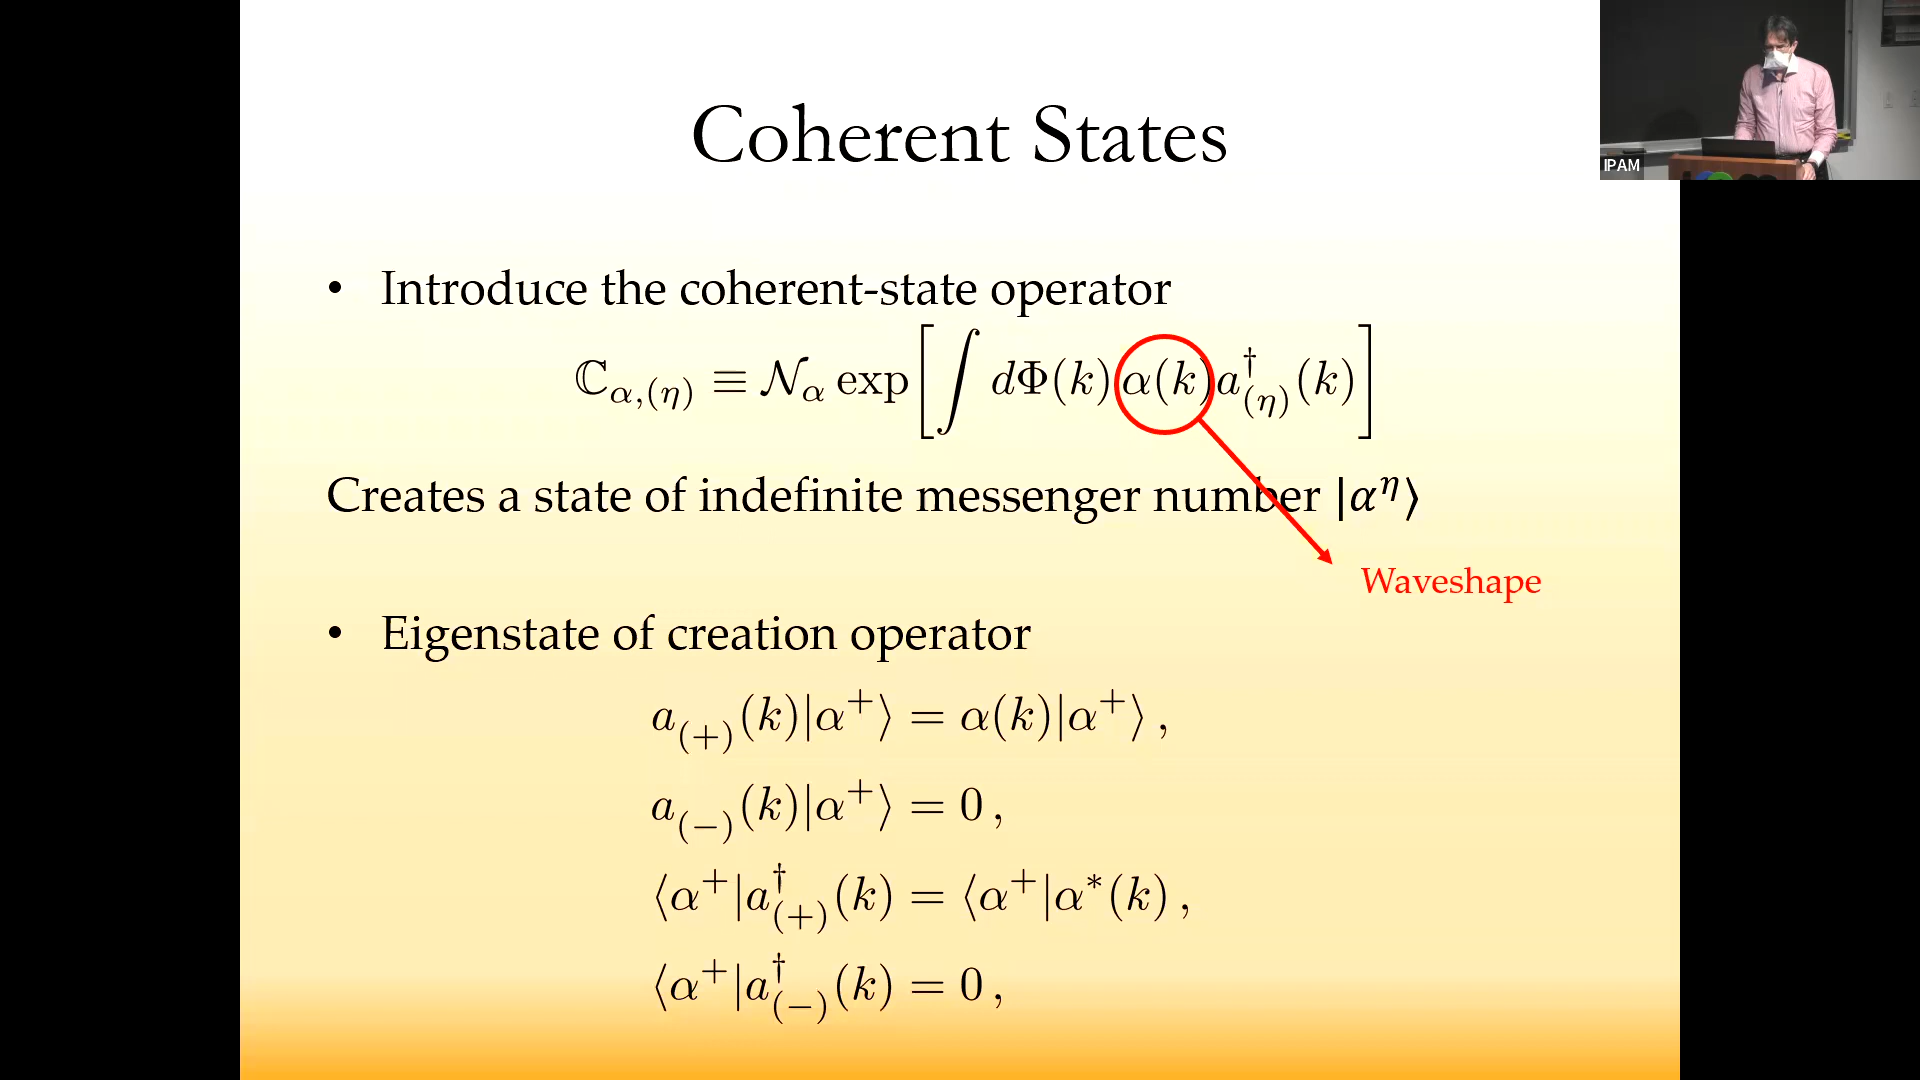 Coherent States
IPAM
• Introduce the coherent-state operator
ℂ_{α,(η)} ≡ 𝒩_α exp[∫ dΦ(k) α(k) a†_{(η)}(k)]
Creates a state of indefinite messenger number |α^η⟩
Waveshape
• Eigenstate of creation operator
a_{(+)}(k)|α⁺⟩ = α(k)|α⁺⟩ ,
a_{(−)}(k)|α⁺⟩ = 0 ,
⟨α⁺|a†_{(+)}(k) = ⟨α⁺|α*(k) ,
⟨α⁺|a†_{(−)}(k) = 0 ,